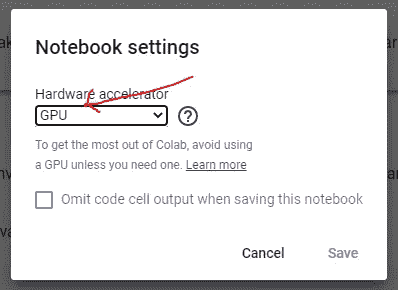 Notebook settings
Hardware accelerator
GPU
?
To get the most out of Colab, avoid using
a GPU unless you need one. Learn more
Omit code cell output when saving this notebook
Cancel Save